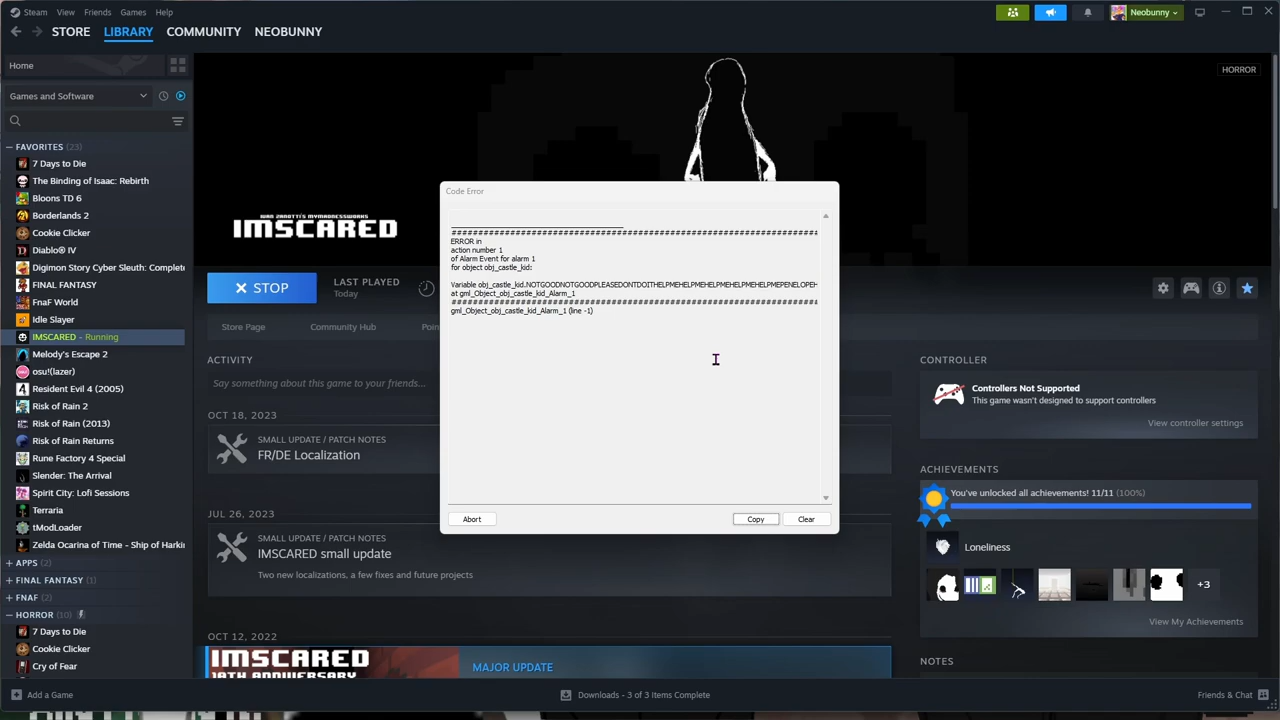 Steam View Friends Games Help
Neobunny
STORE LIBRARY COMMUNITY NEOBUNNY
Home
Games and Software
FAVORITES (23)
7 Days to Die
The Binding of Isaac: Rebirth
Bloons TD 6
Borderlands 2
Cookie Clicker
Diablo® IV
Digimon Story Cyber Sleuth: Complete
FINAL FANTASY
FnaF World
Idle Slayer
IMSCARED - Running
Melody's Escape 2
osu!(lazer)
Resident Evil 4 (2005)
Risk of Rain 2
Risk of Rain (2013)
Risk of Rain Returns
Rune Factory 4 Special
Slender: The Arrival
Spirit City: Lofi Sessions
Terraria
tModLoader
Zelda Ocarina of Time - Ship of Harki
APPS (2)
FINAL FANTASY (1)
FNAF (2)
HORROR (10)
7 Days to Die
Cookie Clicker
Cry of Fear
HORROR
IVAN ZANOTTI'S MYMADNESSWORKS
IMSCARED
STOP
LAST PLAYED
Today
Store Page
Community Hub
Poin
ACTIVITY
Say something about this game to your friends...
OCT 18, 2023
SMALL UPDATE / PATCH NOTES
FR/DE Localization
JUL 26, 2023
SMALL UPDATE / PATCH NOTES
IMSCARED small update
Two new localizations, a few fixes and future projects
OCT 12, 2022
IMSCARED
10TH ANNIVERSARY
MAJOR UPDATE
Code Error
ERROR in
action number 1
of Alarm Event for alarm 1
for object obj_castle_kid:
Variable obj_castle_kid.NOTGOODNOTGOODPLEASEDONTDOITHELPMEHELPMEHELPMEHELPMEHELPMEPENELOPEH
at gml_Object_obj_castle_kid_Alarm_1
gml_Object_obj_castle_kid_Alarm_1 (line -1)
Abort
Copy
Clear
CONTROLLER
Controllers Not Supported
This game wasn't designed to support controllers
View controller settings
ACHIEVEMENTS
You've unlocked all achievements! 11/11 (100%)
Loneliness
+3
View My Achievements
NOTES
Add a Game
Downloads - 3 of 3 Items Complete
Friends & Chat